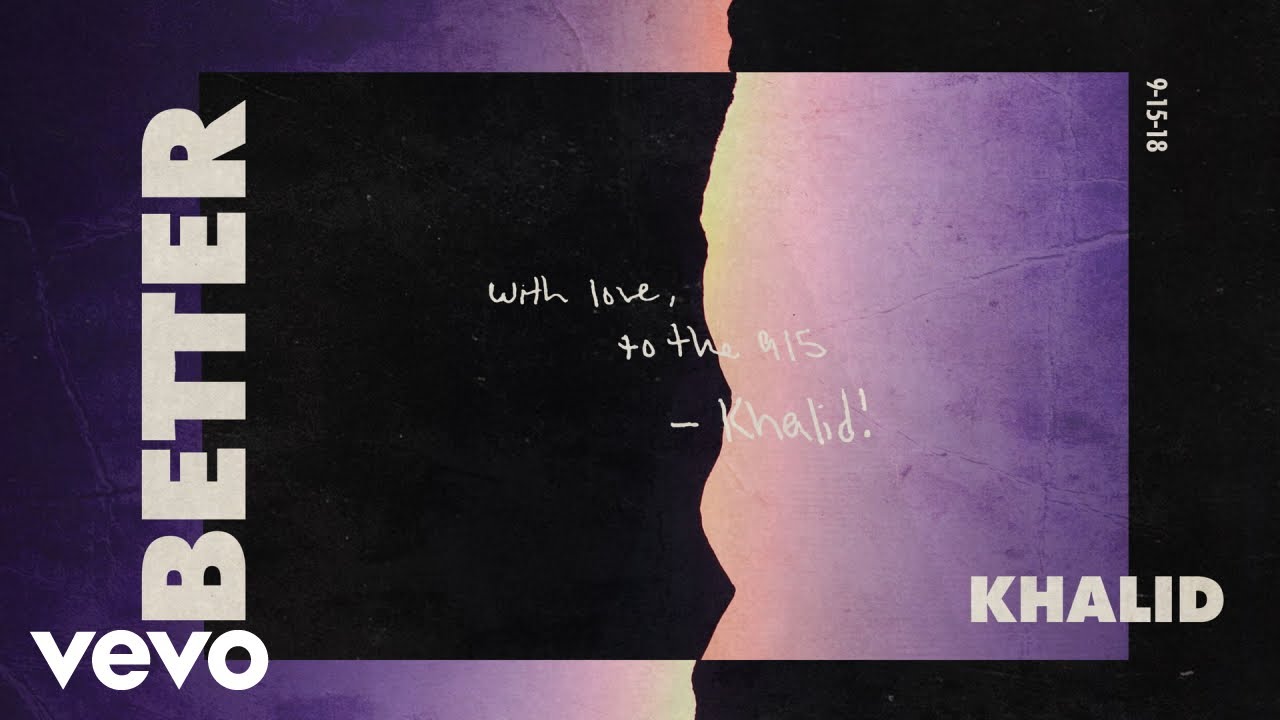 BETTER
9-15-18
with love,
to the 915
- Khalid!
KHALID
vevo